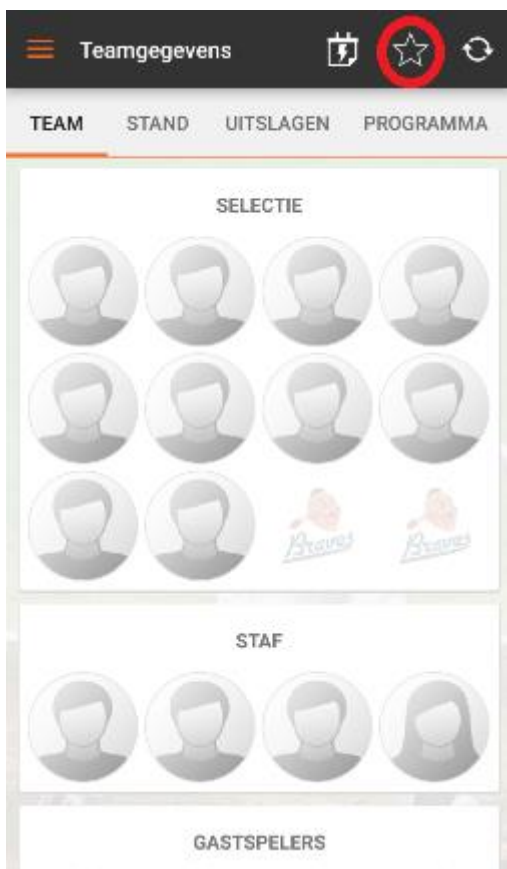 Teamgegevens
TEAM STAND UITSLAGEN PROGRAMMA
SELECTIE
Braves Braves
STAF
GASTSPELERS